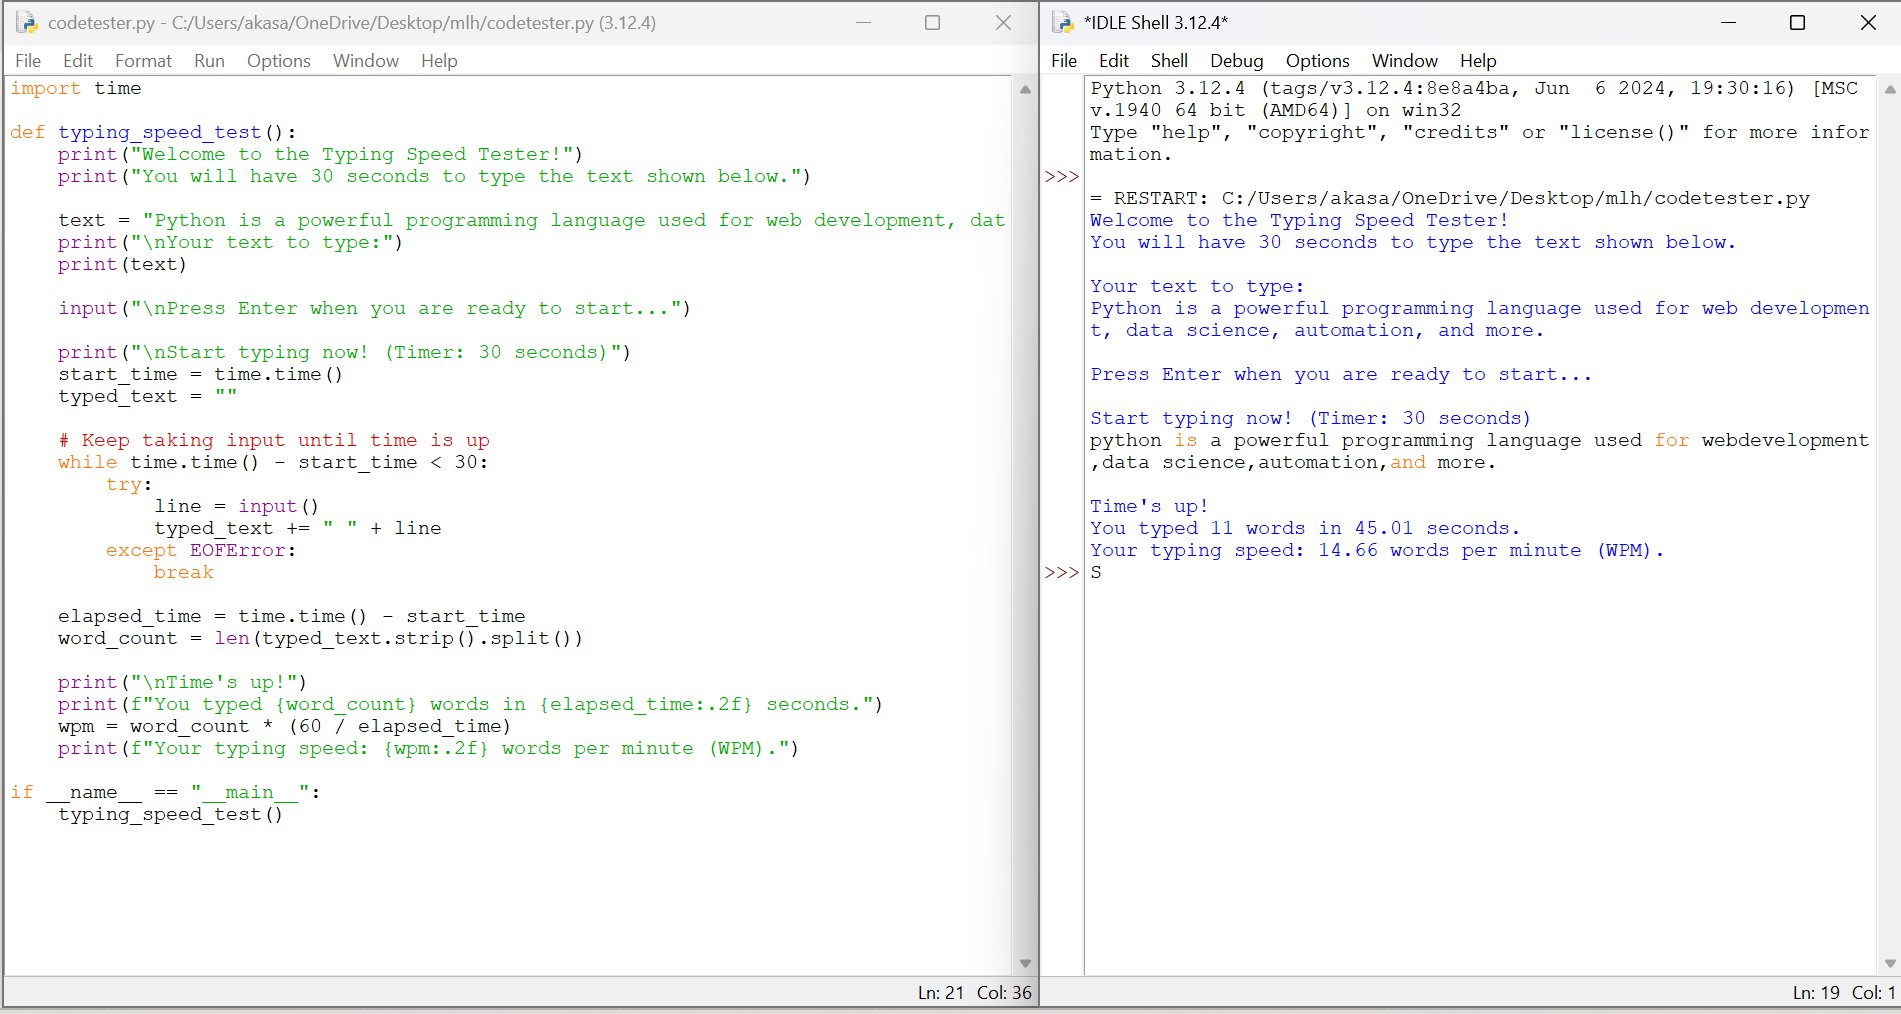 codetester.py - C:/Users/akasa/OneDrive/Desktop/mlh/codetester.py (3.12.4)
File Edit Format Run Options Window Help
import time
def typing_speed_test():
    print("Welcome to the Typing Speed Tester!")
    print("You will have 30 seconds to type the text shown below.")
    text = "Python is a powerful programming language used for web development, dat
    print("\nYour text to type:")
    print(text)
    input("\nPress Enter when you are ready to start...")
    print("\nStart typing now! (Timer: 30 seconds)")
    start_time = time.time()
    typed_text = ""
    # Keep taking input until time is up
    while time.time() - start_time < 30:
        try:
            line = input()
            typed_text += " " + line
        except EOFError:
            break
    elapsed_time = time.time() - start_time
    word_count = len(typed_text.strip().split())
    print("\nTime's up!")
    print(f"You typed {word_count} words in {elapsed_time:.2f} seconds.")
    wpm = word_count * (60 / elapsed_time)
    print(f"Your typing speed: {wpm:.2f} words per minute (WPM).")
if __name__ == "__main__":
    typing_speed_test()
Ln: 21 Col: 36
*IDLE Shell 3.12.4*
File Edit Shell Debug Options Window Help
Python 3.12.4 (tags/v3.12.4:8e8a4ba, Jun  6 2024, 19:30:16) [MSC
v.1940 64 bit (AMD64)] on win32
Type "help", "copyright", "credits" or "license()" for more infor
mation.
>>>
= RESTART: C:/Users/akasa/OneDrive/Desktop/mlh/codetester.py
Welcome to the Typing Speed Tester!
You will have 30 seconds to type the text shown below.
Your text to type:
Python is a powerful programming language used for web developmen
t, data science, automation, and more.
Press Enter when you are ready to start...
Start typing now! (Timer: 30 seconds)
python is a powerful programming language used for webdevelopment
,data science,automation,and more.
Time's up!
You typed 11 words in 45.01 seconds.
Your typing speed: 14.66 words per minute (WPM).
>>> S
Ln: 19 Col: 1